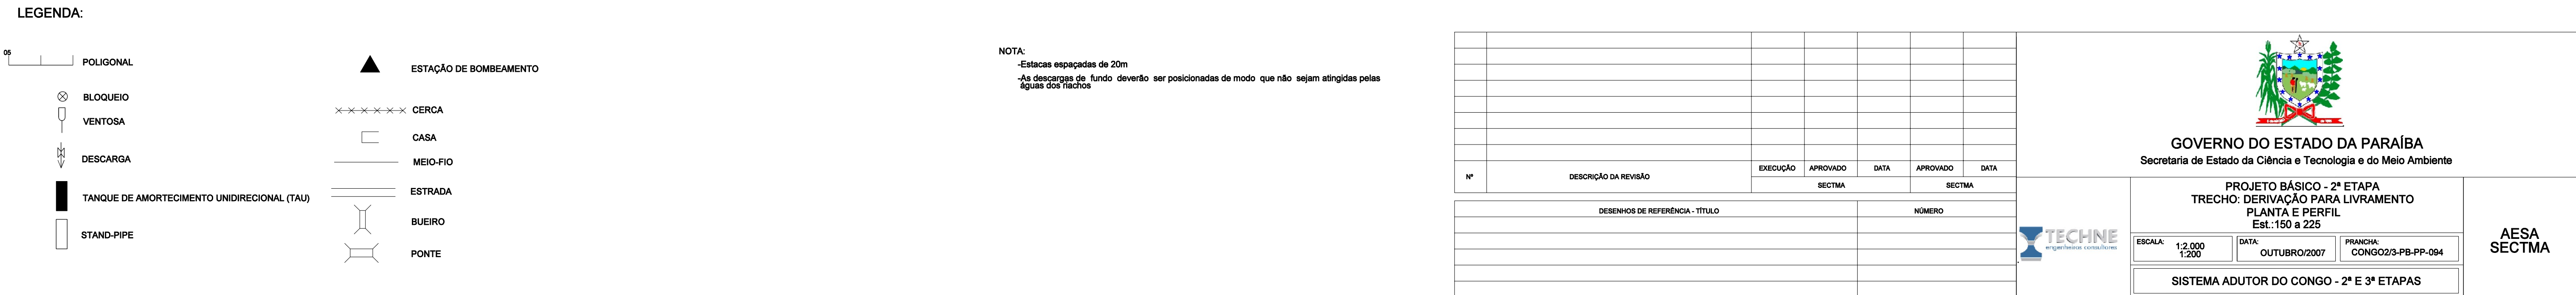 LEGENDA:
05
POLIGONAL
BLOQUEIO
VENTOSA
DESCARGA
TANQUE DE AMORTECIMENTO UNIDIRECIONAL (TAU)
STAND-PIPE
ESTAÇÃO DE BOMBEAMENTO
CERCA
CASA
MEIO-FIO
ESTRADA
BUEIRO
PONTE
NOTA:
-Estacas espaçadas de 20m
-As descargas de fundo deverão ser posicionadas de modo que não sejam atingidas pelas
águas dos riachos
Nº DESCRIÇÃO DA REVISÃO EXECUÇÃO APROVADO DATA APROVADO DATA
SECTMA SECTMA
DESENHOS DE REFERÊNCIA - TÍTULO NÚMERO
GOVERNO DO ESTADO DA PARAÍBA
Secretaria de Estado da Ciência e Tecnologia e do Meio Ambiente
TECHNE
engenheiros consultores
PROJETO BÁSICO - 2ª ETAPA
TRECHO: DERIVAÇÃO PARA LIVRAMENTO
PLANTA E PERFIL
Est.:150 a 225
ESCALA: 1:2.000
1:200
DATA:
OUTUBRO/2007
PRANCHA:
CONGO2/3-PB-PP-094
SISTEMA ADUTOR DO CONGO - 2ª E 3ª ETAPAS
AESA
SECTMA